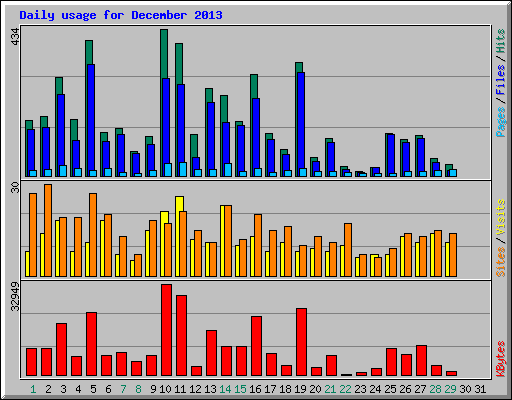 Daily usage for December 2013
434
Pages / Files / Hits
30
Sites / Visits
32949
KBytes
1 2 3 4 5 6 7 8 9 10 11 12 13 14 15 16 17 18 19 20 21 22 23 24 25 26 27 28 29 30 31